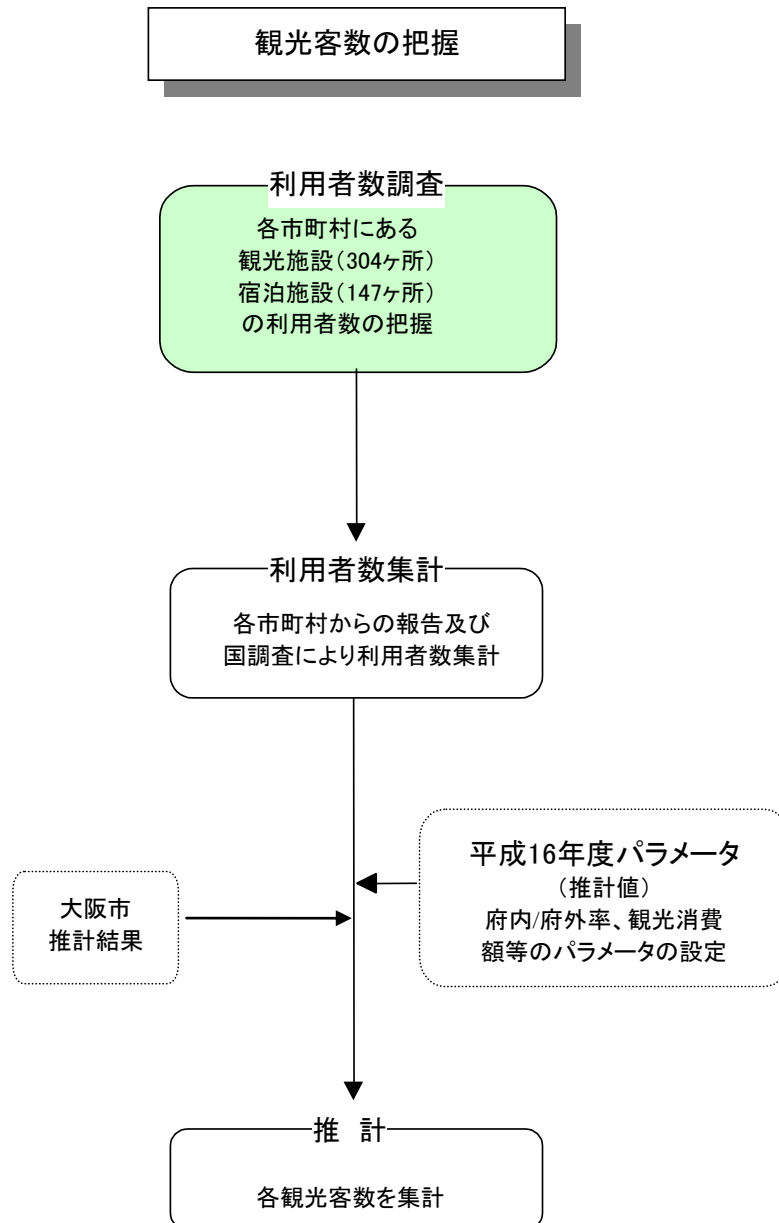 観光客数の把握
利用者数調査
各市町村にある
観光施設(304ヶ所)
宿泊施設(147ヶ所)
の利用者数の把握
利用者数集計
各市町村からの報告及び
国調査により利用者数集計
平成16年度パラメータ
(推計値)
府内/府外率、観光消費
額等のパラメータの設定
大阪市
推計結果
推 計
各観光客数を集計